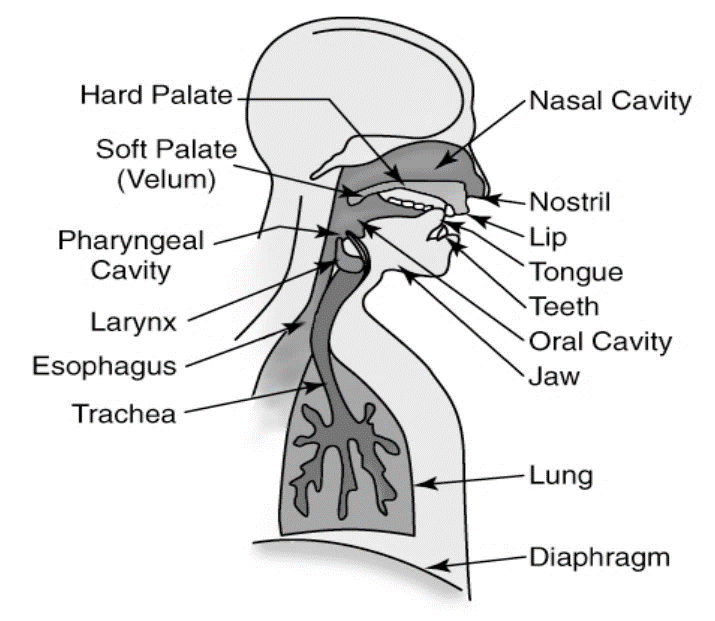 Hard Palate
Soft Palate
(Velum)
Pharyngeal
Cavity
Larynx
Esophagus
Trachea
Nasal Cavity
Nostril
Lip
Tongue
Teeth
Oral Cavity
Jaw
Lung
Diaphragm